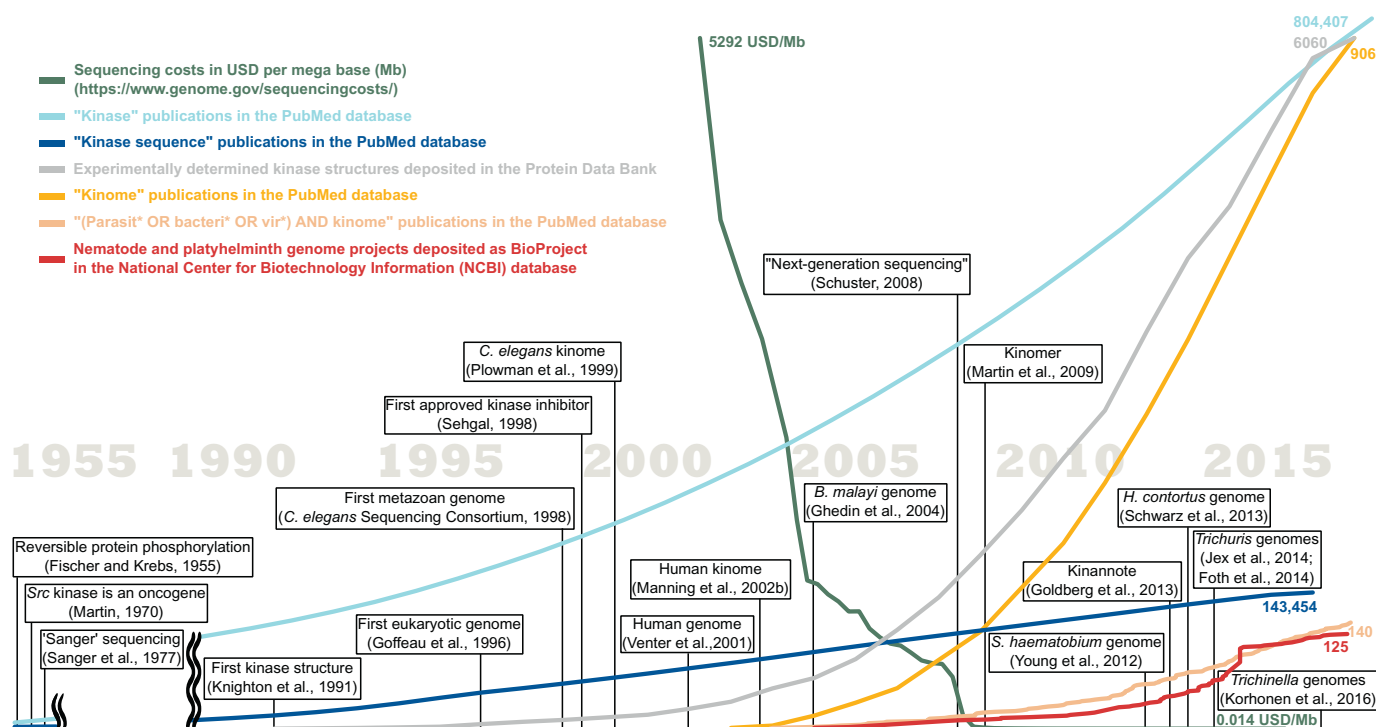 804,407
6060
906
5292 USD/Mb
Sequencing costs in USD per mega base (Mb)
(https://www.genome.gov/sequencingcosts/)
"Kinase" publications in the PubMed database
"Kinase sequence" publications in the PubMed database
Experimentally determined kinase structures deposited in the Protein Data Bank
"Kinome" publications in the PubMed database
"(Parasit* OR bacteri* OR vir*) AND kinome" publications in the PubMed database
Nematode and platyhelminth genome projects deposited as BioProject
in the National Center for Biotechnology Information (NCBI) database
"Next-generation sequencing"
(Schuster, 2008)
C. elegans kinome
(Plowman et al., 1999)
Kinomer
(Martin et al., 2009)
First approved kinase inhibitor
(Sehgal, 1998)
1955 1990 1995 2000 2005 2010 2015
First metazoan genome
(C. elegans Sequencing Consortium, 1998)
B. malayi genome
(Ghedin et al., 2004)
H. contortus genome
(Schwarz et al., 2013)
Reversible protein phosphorylation
(Fischer and Krebs, 1955)
Trichuris genomes
(Jex et al., 2014;
Foth et al., 2014)
Human kinome
(Manning et al., 2002b)
Kinannote
(Goldberg et al., 2013)
Src kinase is an oncogene
(Martin, 1970)
143,454
First eukaryotic genome
(Goffeau et al., 1996)
Human genome
(Venter et al.,2001)
'Sanger' sequencing
(Sanger et al., 1977)
S. haematobium genome
(Young et al., 2012)
140
125
First kinase structure
(Knighton et al., 1991)
Trichinella genomes
(Korhonen et al., 2016)
0.014 USD/Mb